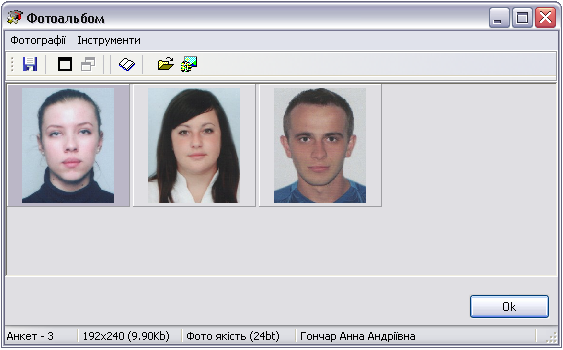 Фотоальбом
Фотографії Інструменти
Ok
Анкет - 3 192x240 (9.90Kb) Фото якість (24bt) Гончар Анна Андріївна